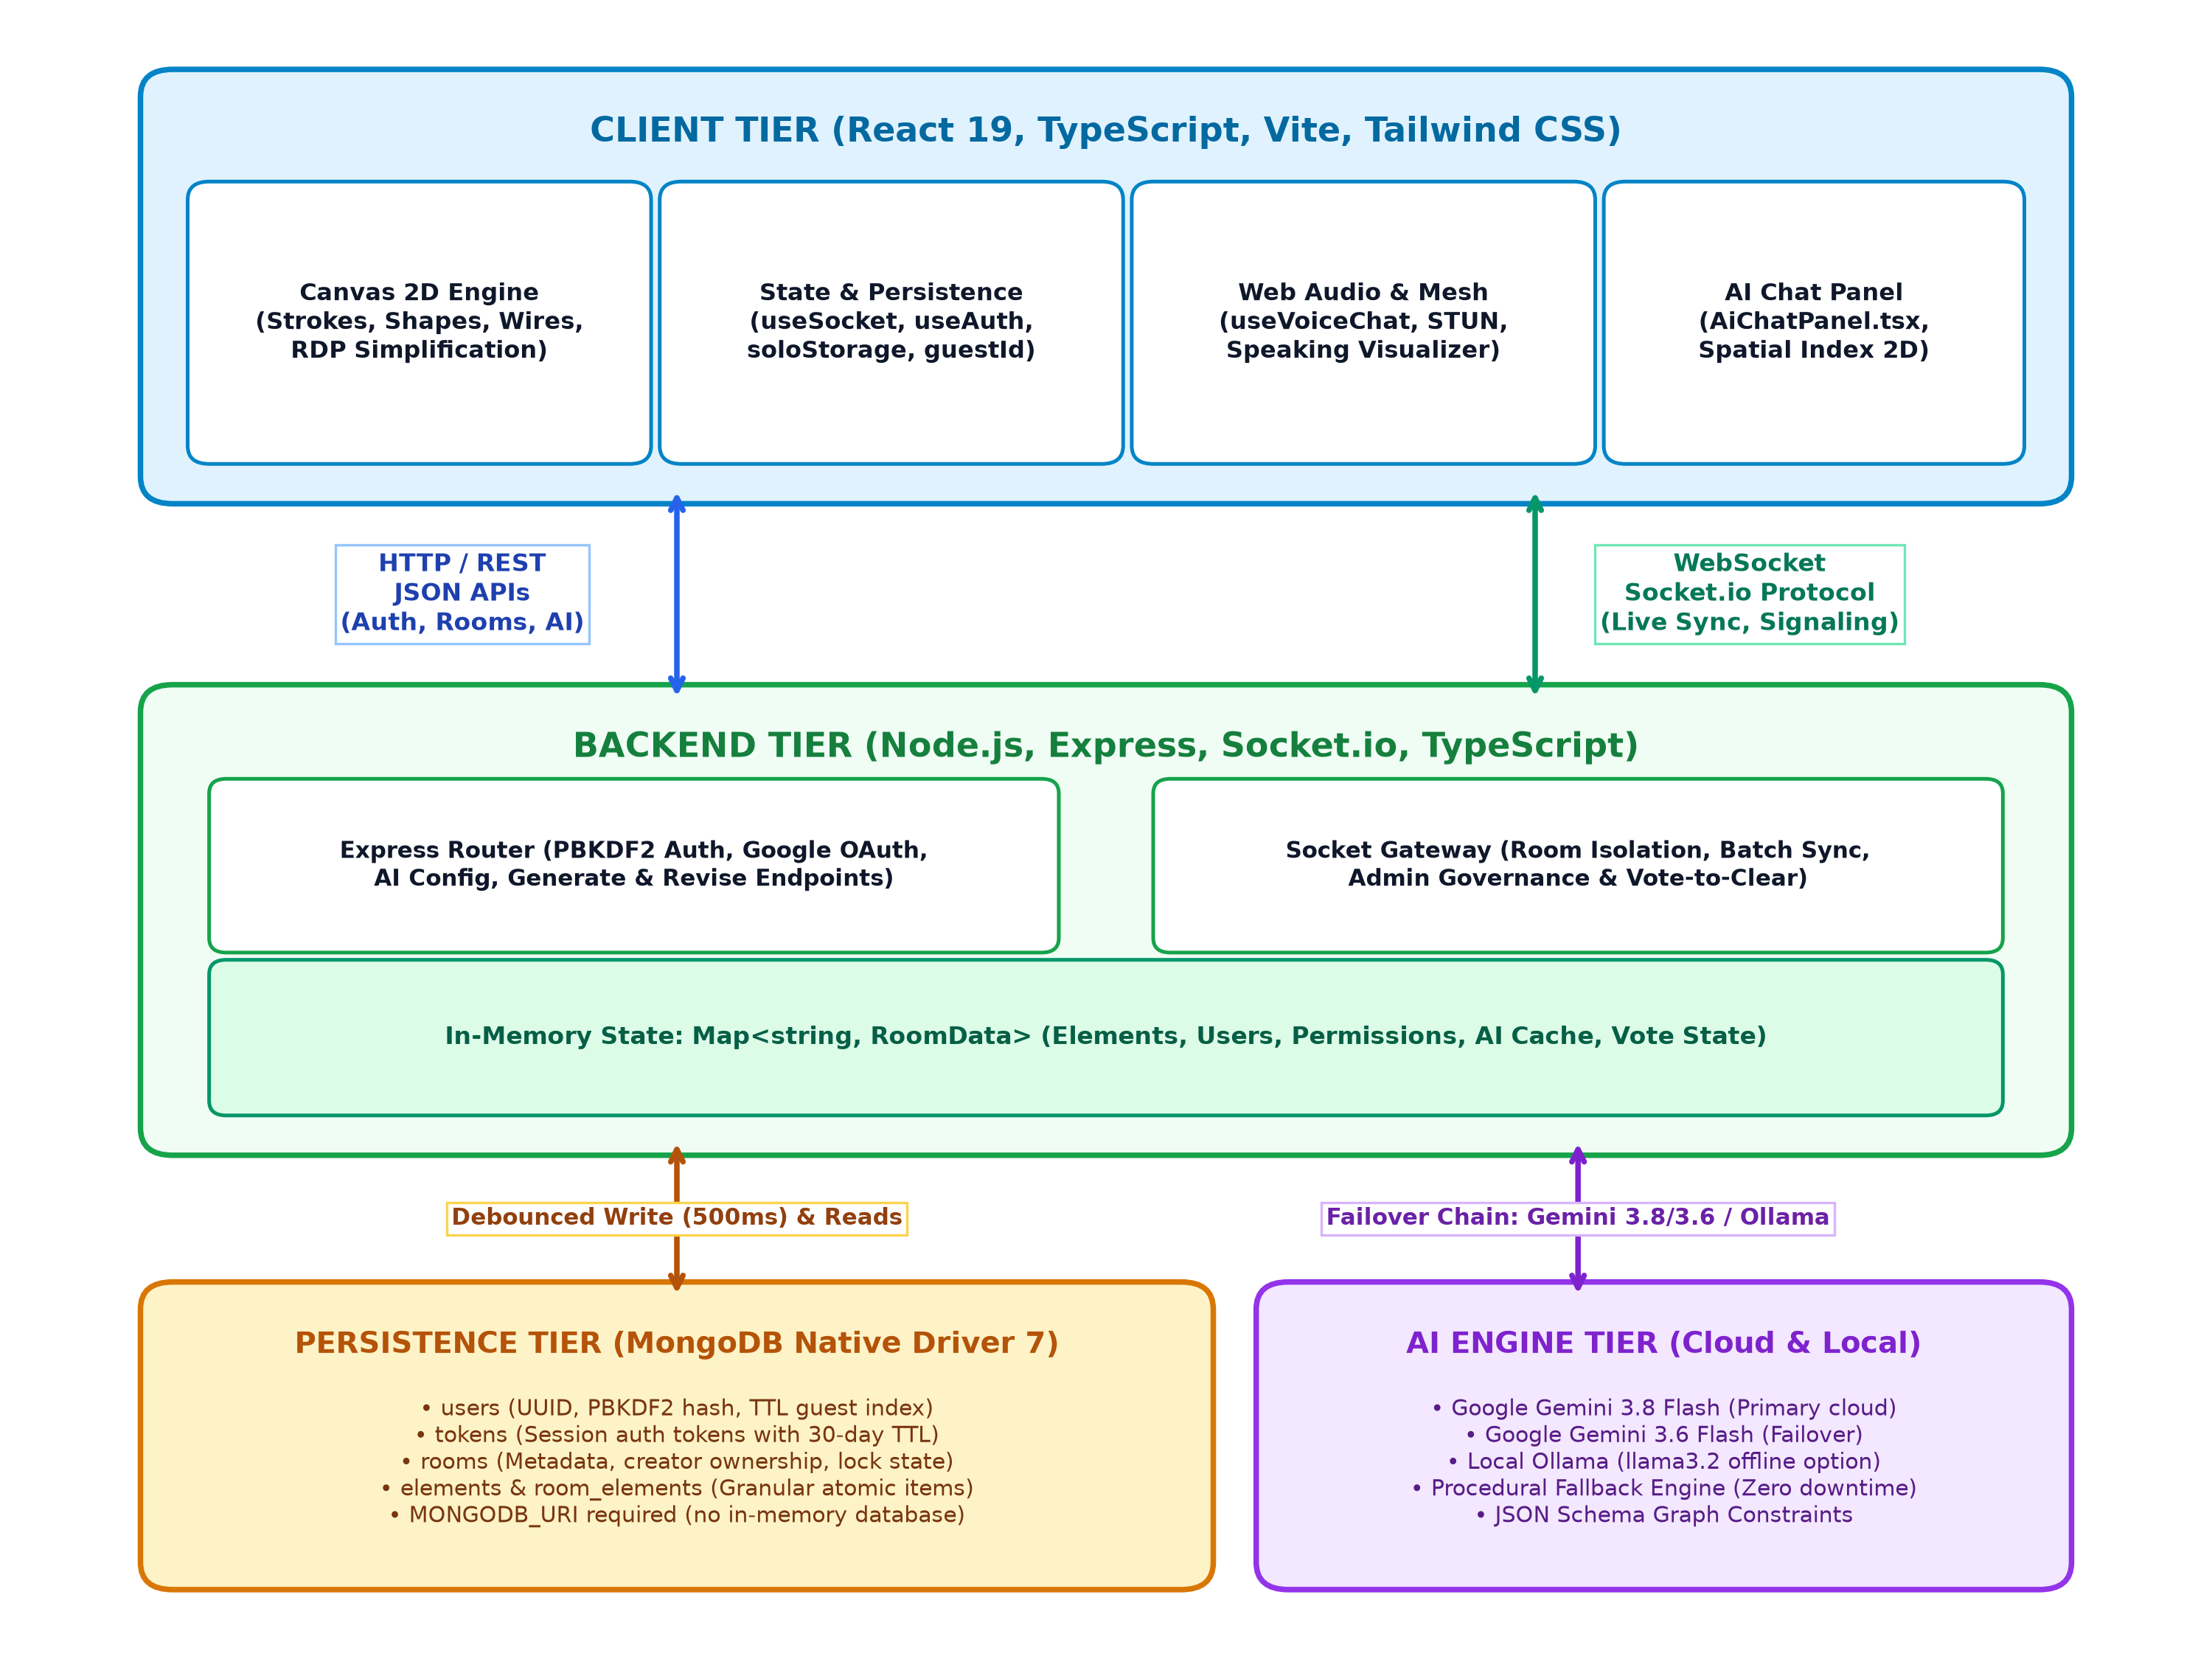 CLIENT TIER (React 19, TypeScript, Vite, Tailwind CSS)
Canvas 2D Engine
(Strokes, Shapes, Wires,
RDP Simplification)
State & Persistence
(useSocket, useAuth,
soloStorage, guestId)
Web Audio & Mesh
(useVoiceChat, STUN,
Speaking Visualizer)
AI Chat Panel
(AiChatPanel.tsx,
Spatial Index 2D)
HTTP / REST
JSON APIs
(Auth, Rooms, AI)
WebSocket
Socket.io Protocol
(Live Sync, Signaling)
BACKEND TIER (Node.js, Express, Socket.io, TypeScript)
Express Router (PBKDF2 Auth, Google OAuth,
AI Config, Generate & Revise Endpoints)
Socket Gateway (Room Isolation, Batch Sync,
Admin Governance & Vote-to-Clear)
In-Memory State: Map<string, RoomData> (Elements, Users, Permissions, AI Cache, Vote State)
Debounced Write (500ms) & Reads
Failover Chain: Gemini 3.8/3.6 / Ollama
PERSISTENCE TIER (MongoDB Native Driver 7)
• users (UUID, PBKDF2 hash, TTL guest index)
• tokens (Session auth tokens with 30-day TTL)
• rooms (Metadata, creator ownership, lock state)
• elements & room_elements (Granular atomic items)
• MONGODB_URI required (no in-memory database)
AI ENGINE TIER (Cloud & Local)
• Google Gemini 3.8 Flash (Primary cloud)
• Google Gemini 3.6 Flash (Failover)
• Local Ollama (llama3.2 offline option)
• Procedural Fallback Engine (Zero downtime)
• JSON Schema Graph Constraints